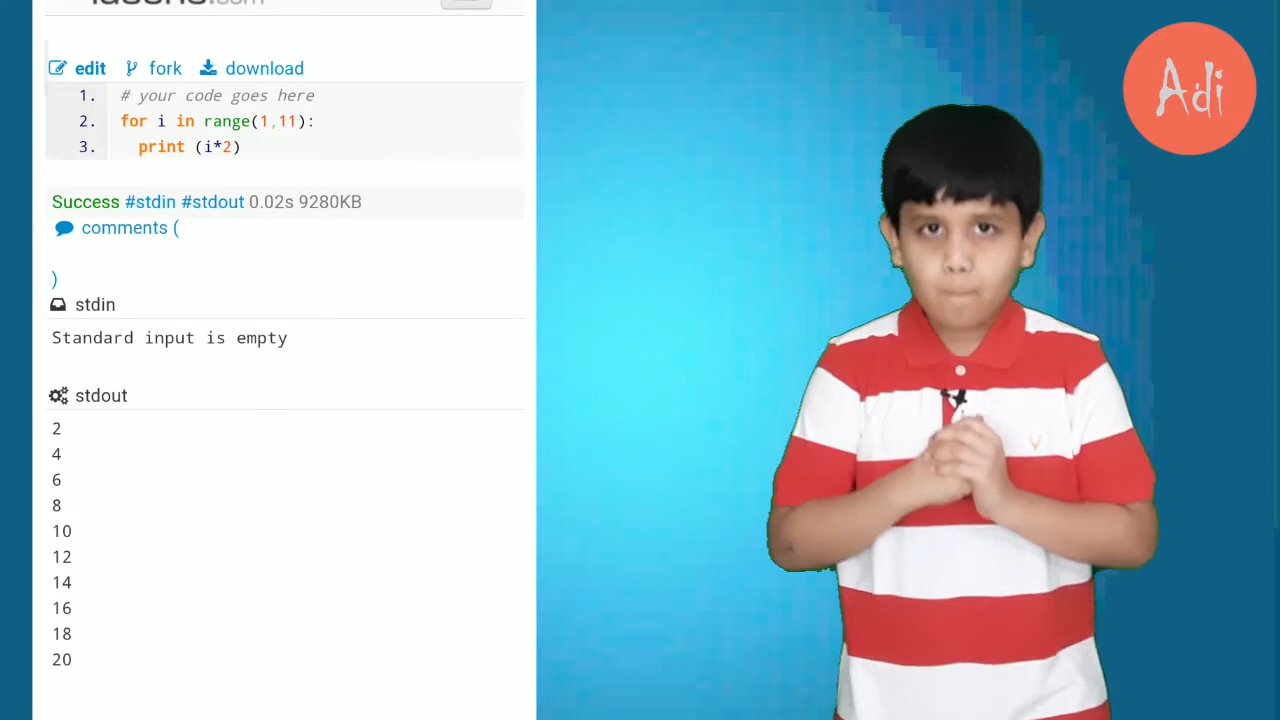 edit fork download
1. # your code goes here
2. for i in range(1,11):
3. print (i*2)
Success #stdin #stdout 0.02s 9280KB
comments (
)
stdin
Standard input is empty
stdout
2
4
6
8
10
12
14
16
18
20
Adi